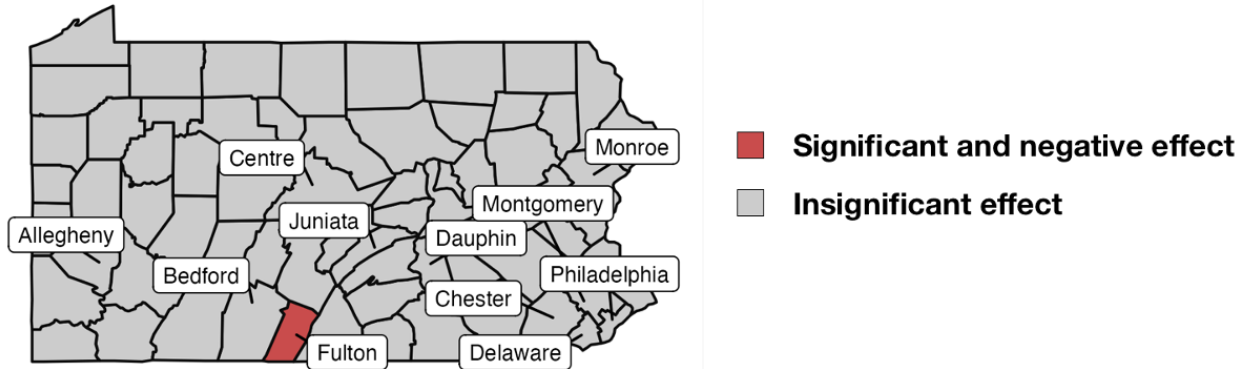 Centre
Monroe
Montgomery
Juniata
Allegheny
Dauphin
Bedford
Philadelphia
Chester
Fulton
Delaware
Significant and negative effect
Insignificant effect